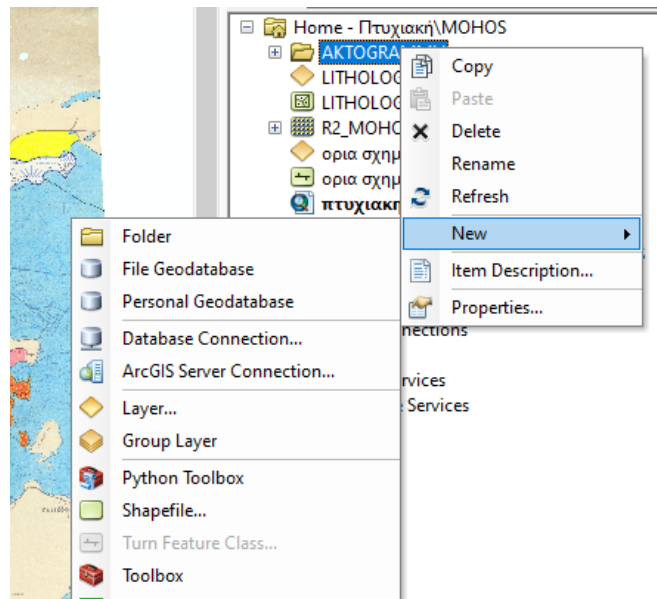 Home - Πτυχιακή\MOHOS
AKTOGRA
LITHOLOG
LITHOLOG
R2_MOHO
ορια σχημ
ορια σχημ
πτυχιακη
Copy
Paste
Delete
Rename
Refresh
New
Item Description...
Properties...
Folder
File Geodatabase
Personal Geodatabase
Database Connection...
ArcGIS Server Connection...
Layer...
Group Layer
Python Toolbox
Shapefile...
Turn Feature Class...
Toolbox
nections
rvices
Services